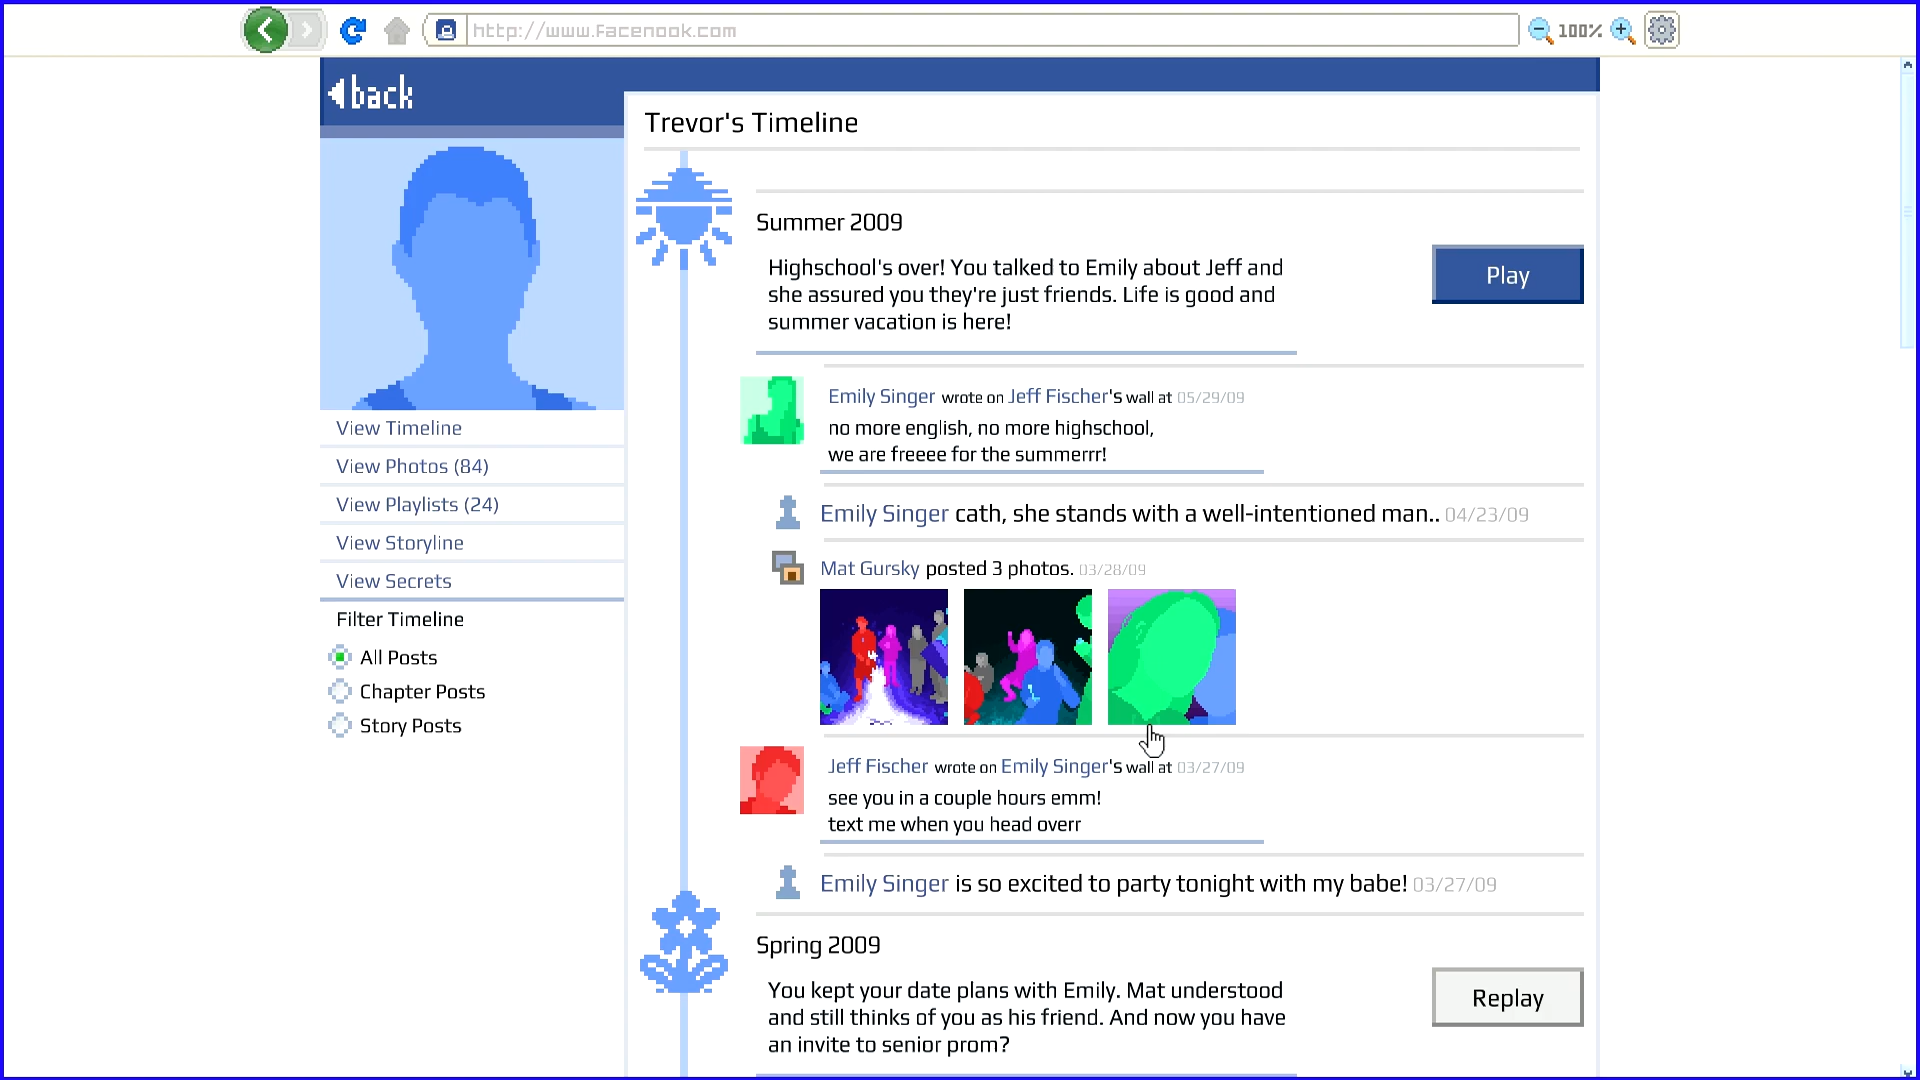 http://www.facenook.com
100%
back
Trevor's Timeline
Summer 2009
Highschool's over! You talked to Emily about Jeff and
she assured you they're just friends. Life is good and
summer vacation is here!
Play
Emily Singer wrote on Jeff Fischer's wall at 05/29/09
no more english, no more highschool,
we are freeee for the summerrr!
Emily Singer cath, she stands with a well-intentioned man.. 04/23/09
Mat Gursky posted 3 photos. 03/28/09
Jeff Fischer wrote on Emily Singer's wall at 03/27/09
see you in a couple hours emm!
text me when you head overr
Emily Singer is so excited to party tonight with my babe! 03/27/09
Spring 2009
You kept your date plans with Emily. Mat understood
and still thinks of you as his friend. And now you have
an invite to senior prom?
Replay
View Timeline
View Photos (84)
View Playlists (24)
View Storyline
View Secrets
Filter Timeline
All Posts
Chapter Posts
Story Posts